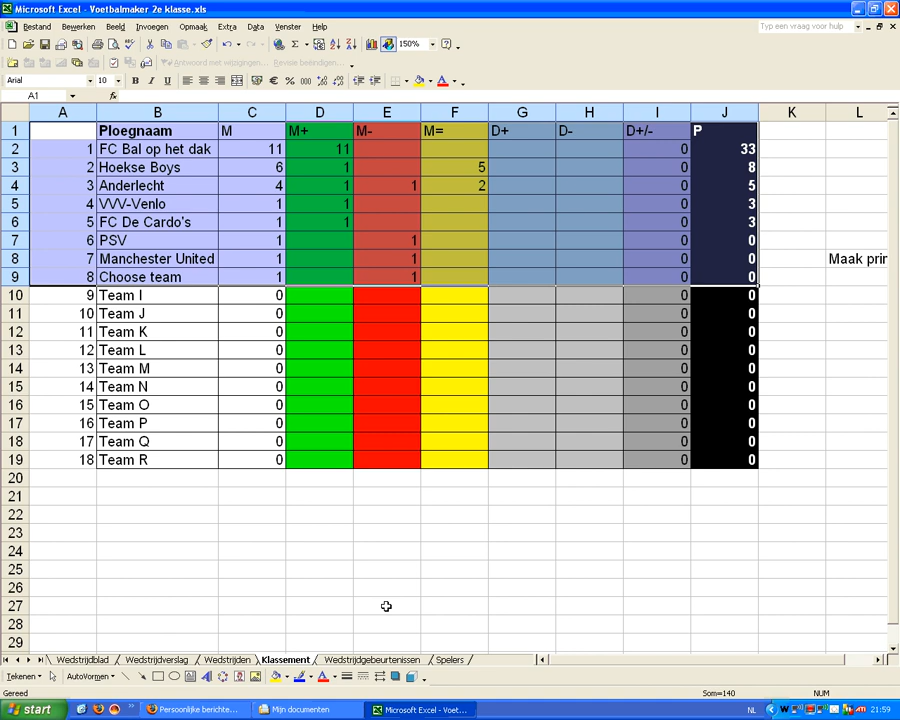 Microsoft Excel - Voetbalmaker 2e klasse.xls
Bestand Bewerken Beeld Invoegen Opmaak Extra Data Venster Help Typ een vraag voor hulp
150%
Antwoord met wijzigingen... Revisie beëindigen...
Arial 10 B I U
A1 fx
A B C D E F G H I J K L
1 Ploegnaam M M+ M- M= D+ D- D+/- P
2 1 FC Bal op het dak 11 11 0 33
3 2 Hoekse Boys 6 1 5 0 8
4 3 Anderlecht 4 1 1 2 0 5
5 4 VVV-Venlo 1 1 0 3
6 5 FC De Cardo's 1 1 0 3
7 6 PSV 1 1 0 0
8 7 Manchester United 1 1 0 0 Maak prin
9 8 Choose team 1 1 0 0
10 9 Team I 0 0 0
11 10 Team J 0 0 0
12 11 Team K 0 0 0
13 12 Team L 0 0 0
14 13 Team M 0 0 0
15 14 Team N 0 0 0
16 15 Team O 0 0 0
17 16 Team P 0 0 0
18 17 Team Q 0 0 0
19 18 Team R 0 0 0
20
21
22
23
24
25
26
27
28
29
Wedstrijdblad Wedstrijdverslag Wedstrijden Klassement Wedstrijdgebeurtenissen Spelers
Tekenen AutoVormen
Gereed Som=140 NUM
start Persoonlijke berichte... Mijn documenten Microsoft Excel - Voet... NL 21:59